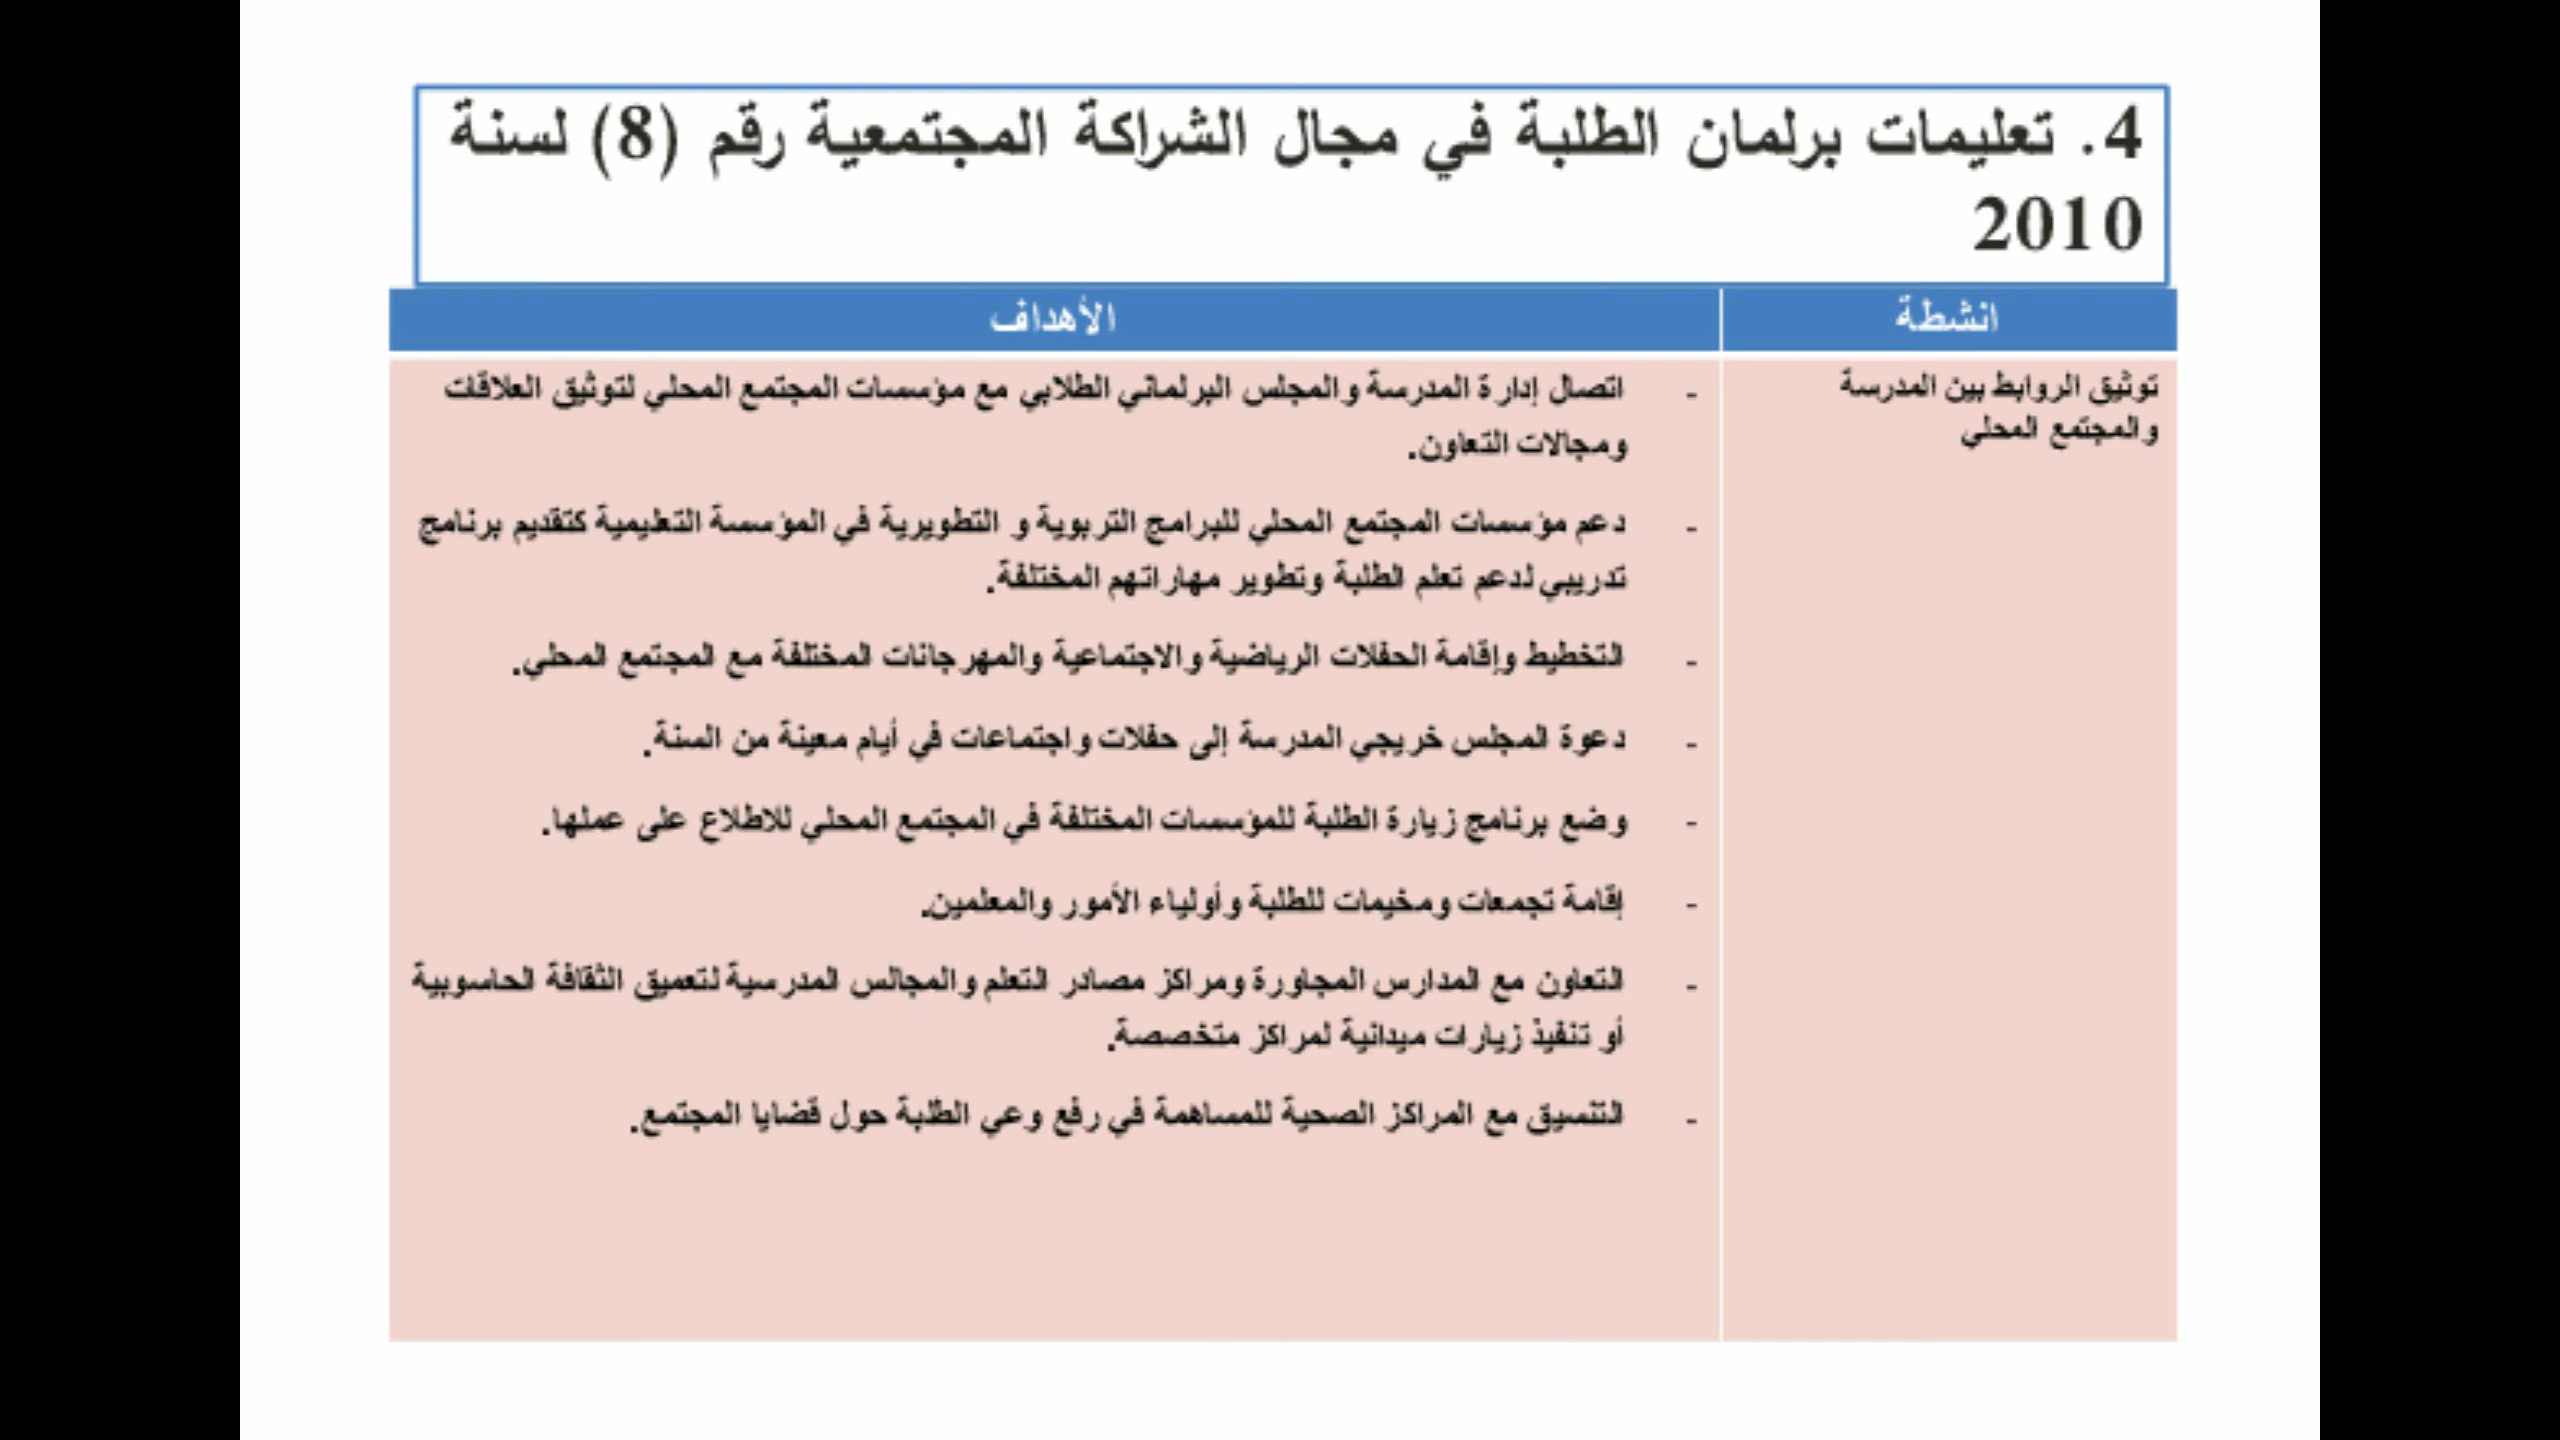 4. تعليمات برلمان الطلبة في مجال الشراكة المجتمعية رقم (8) لسنة
2010
انشطة
الأهداف
توثيق الروابط بين المدرسة
والمجتمع المحلي
- اتصال إدارة المدرسة والمجلس البرلماني الطلابي مع مؤسسات المجتمع المحلي لتوثيق العلاقات
ومجالات التعاون.
- دعم مؤسسات المجتمع المحلي للبرامج التربوية و التطويرية في المؤسسة التعليمية كتقديم برنامج
تدريبي لدعم تعلم الطلبة وتطوير مهاراتهم المختلفة.
- التخطيط وإقامة الحفلات الرياضية والاجتماعية والمهرجانات المختلفة مع المجتمع المحلي.
- دعوة المجلس خريجي المدرسة إلى حفلات واجتماعات في أيام معينة من السنة.
- وضع برنامج زيارة الطلبة للمؤسسات المختلفة في المجتمع المحلي للاطلاع على عملها.
- إقامة تجمعات ومخيمات للطلبة وأولياء الأمور والمعلمين.
- التعاون مع المدارس المجاورة ومراكز مصادر التعلم والمجالس المدرسية لتعميق الثقافة الحاسوبية
أو تنفيذ زيارات ميدانية لمراكز متخصصة.
- التنسيق مع المراكز الصحية للمساهمة في رفع وعي الطلبة حول قضايا المجتمع.